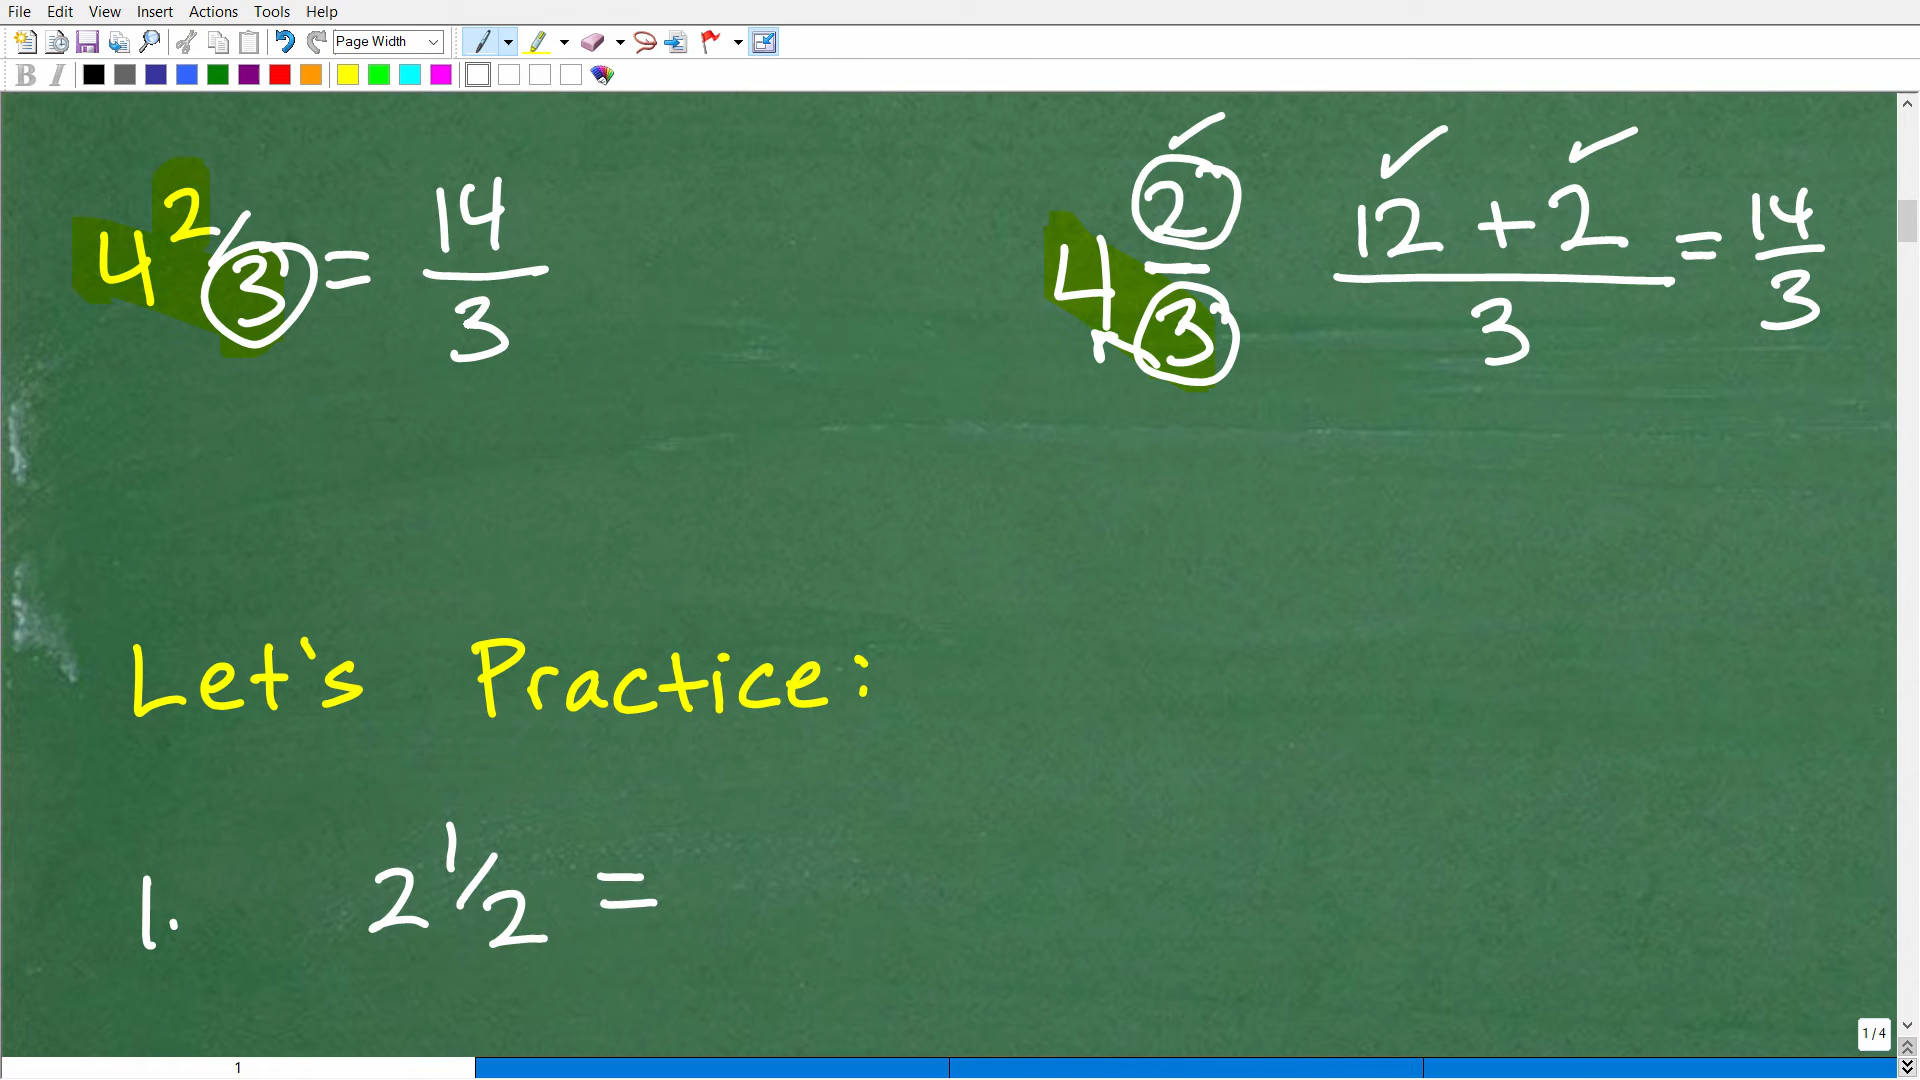 File Edit View Insert Actions Tools Help
Page Width
B I
4 2/3 = 14/3
4 2/3 12 + 2/3 = 14/3
Let's Practice:
1. 2 1/2 =
1 / 4
1